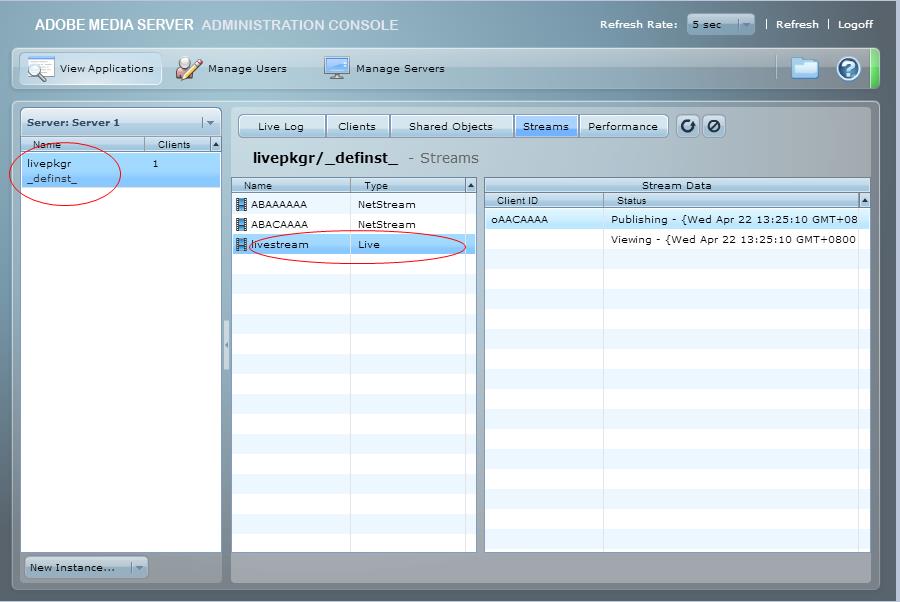 ADOBE MEDIA SERVER ADMINISTRATION CONSOLE
Refresh Rate: 5 sec | Refresh | Logoff
View Applications Manage Users Manage Servers
Server: Server 1
Name Clients
livepkgr 1
_definst_
New Instance...
Live Log Clients Shared Objects Streams Performance
livepkgr/_definst_ - Streams
Name Type
ABAAAAAA NetStream
ABACAAAA NetStream
livestream Live
Stream Data
Client ID Status
oAACAAAA Publishing - {Wed Apr 22 13:25:10 GMT+08
Viewing - {Wed Apr 22 13:25:10 GMT+0800